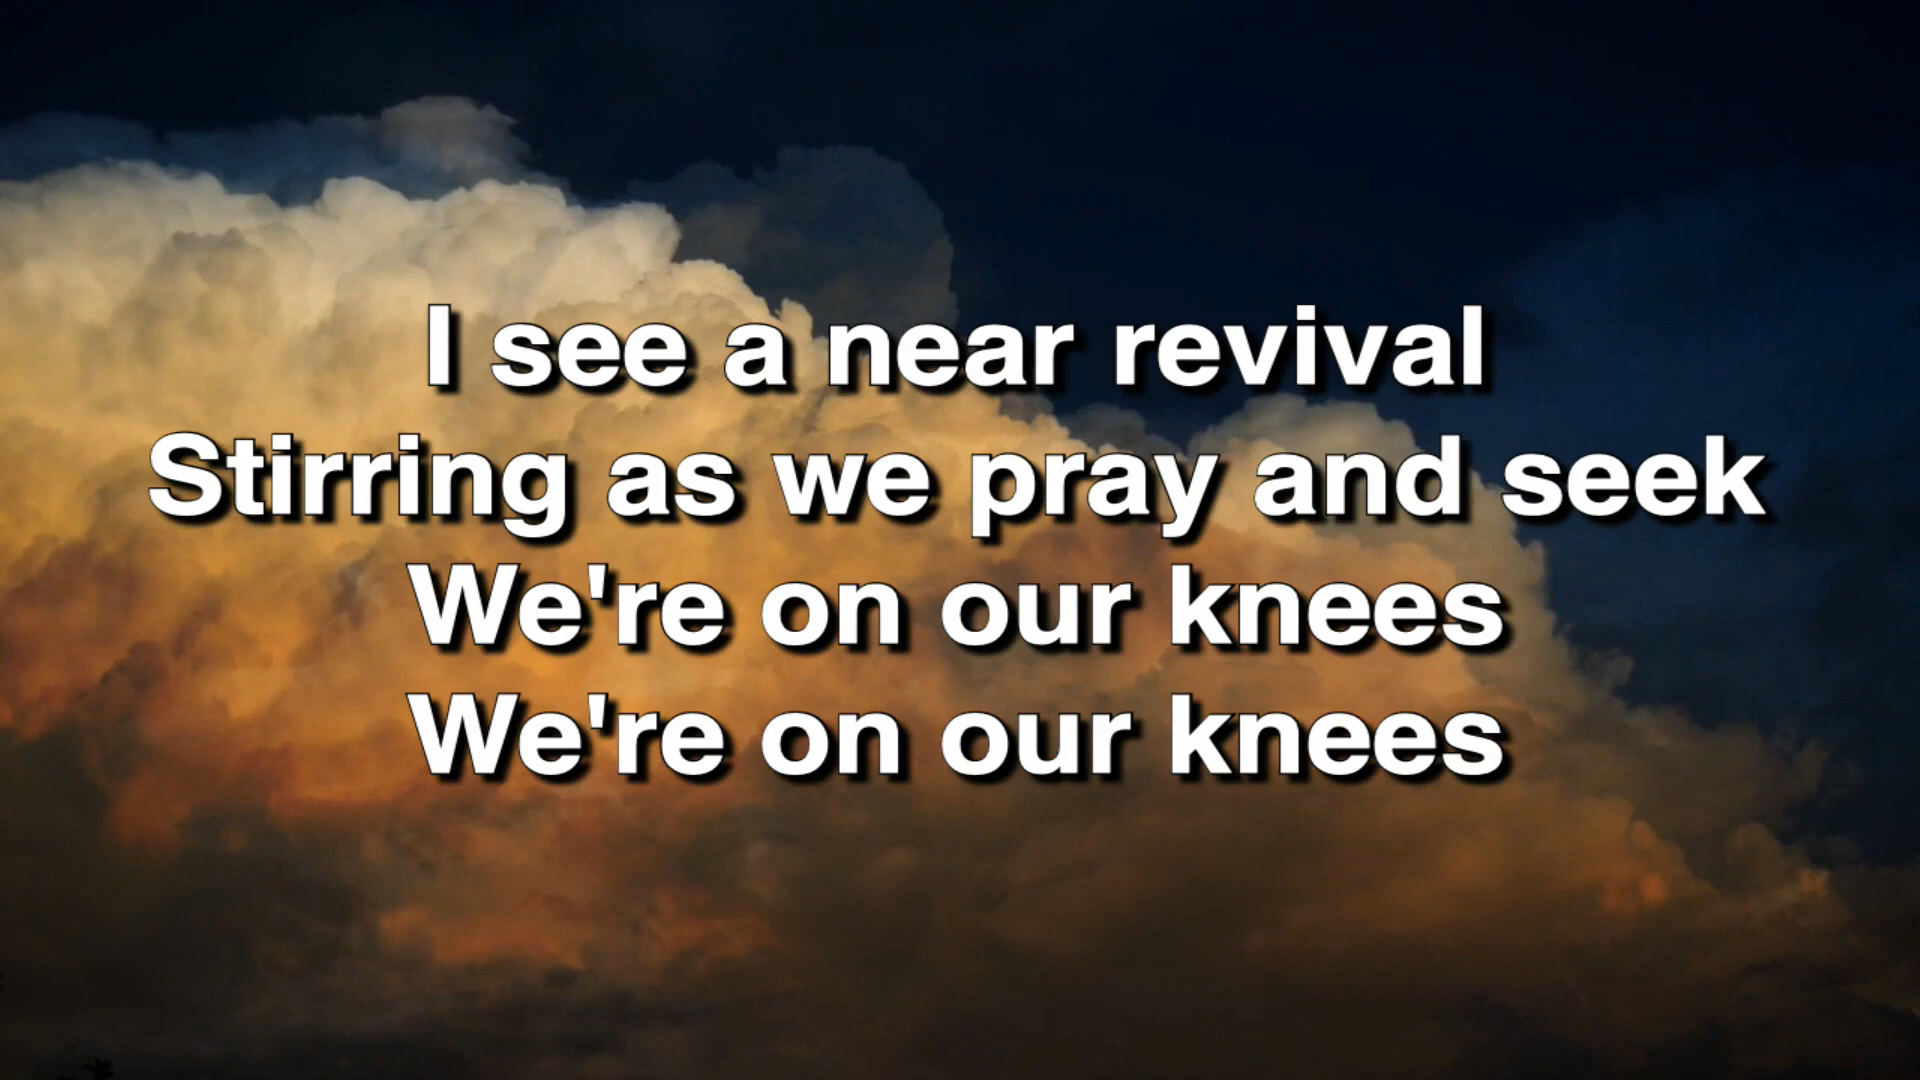 I see a near revival
Stirring as we pray and seek
We're on our knees
We're on our knees